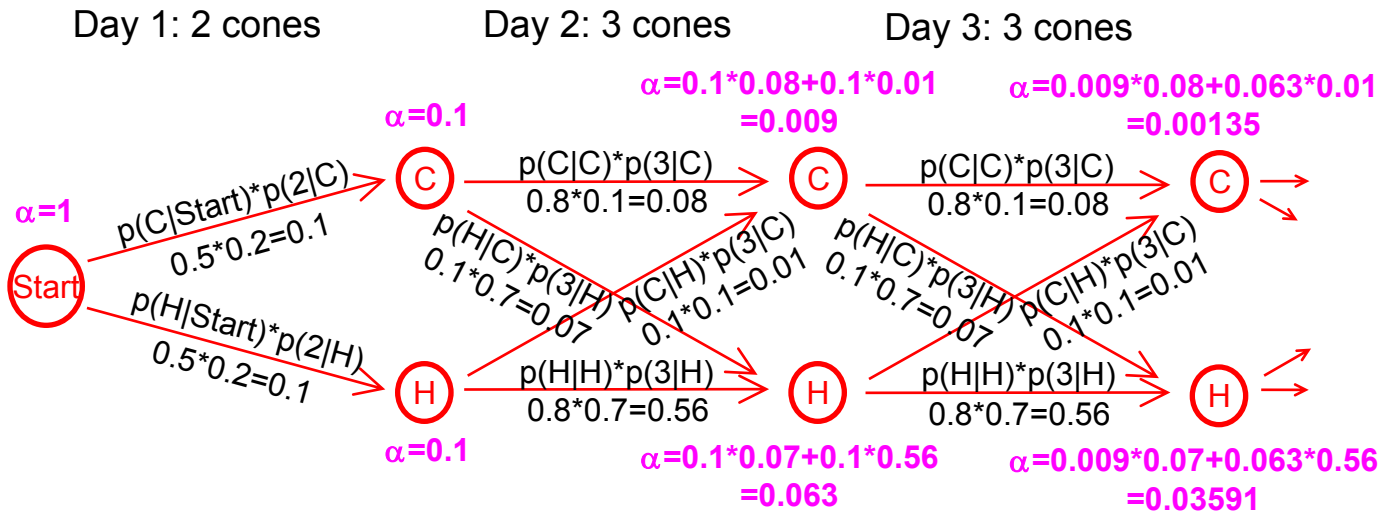 Day 1: 2 cones
Day 2: 3 cones
Day 3: 3 cones
α=0.1*0.08+0.1*0.01
=0.009
α=0.009*0.08+0.063*0.01
=0.00135
α=0.1
α=1
Start
p(C|Start)*p(2|C)
0.5*0.2=0.1
p(H|Start)*p(2|H)
0.5*0.2=0.1
C
p(C|C)*p(3|C)
0.8*0.1=0.08
C
p(C|C)*p(3|C)
0.8*0.1=0.08
C
p(H|C)*p(3|H)
0.1*0.7=0.07
p(C|H)*p(3|C)
0.1*0.1=0.01
p(H|C)*p(3|H)
0.1*0.7=0.07
p(C|H)*p(3|C)
0.1*0.1=0.01
H
p(H|H)*p(3|H)
0.8*0.7=0.56
H
p(H|H)*p(3|H)
0.8*0.7=0.56
H
α=0.1
α=0.1*0.07+0.1*0.56
=0.063
α=0.009*0.07+0.063*0.56
=0.03591